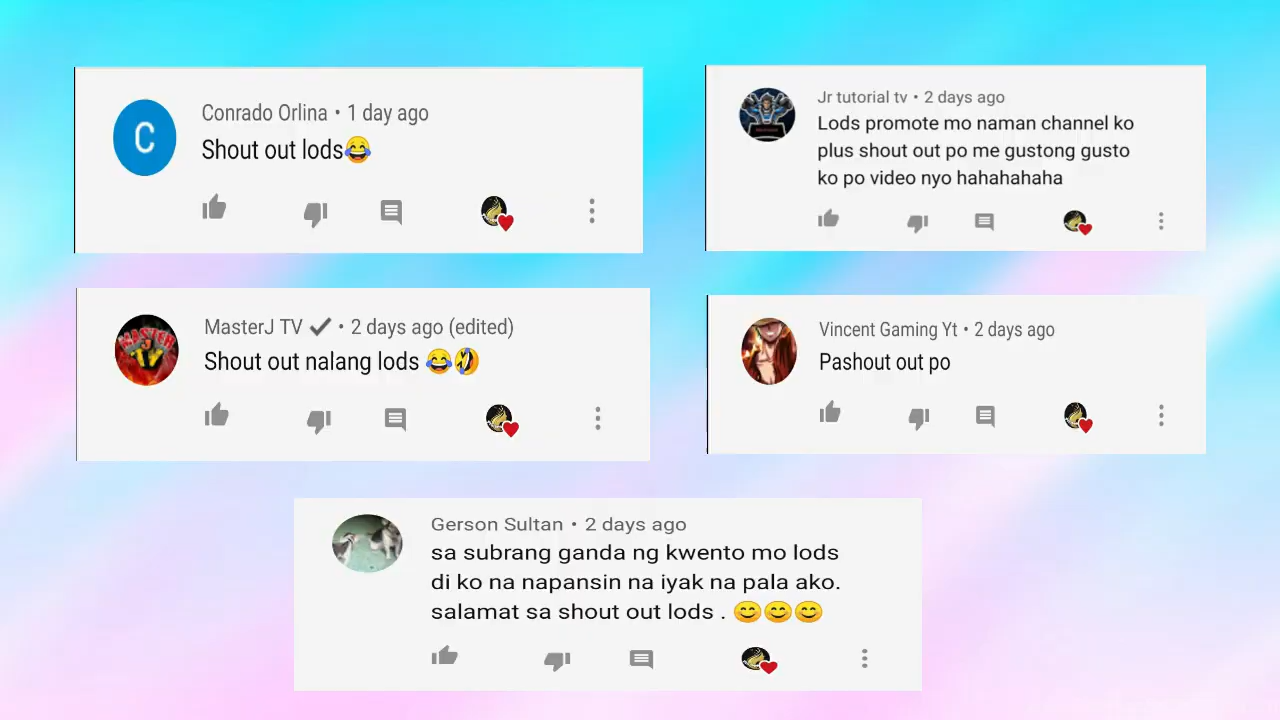 Conrado Orlina • 1 day ago
Shout out lods😂
C
Jr tutorial tv • 2 days ago
Lods promote mo naman channel ko
plus shout out po me gustong gusto
ko po video nyo hahahahaha
MasterJ TV ✔ • 2 days ago (edited)
Shout out nalang lods 😂🤣
MASTER
J
TV
Vincent Gaming Yt • 2 days ago
Pashout out po
Gerson Sultan • 2 days ago
sa subrang ganda ng kwento mo lods
di ko na napansin na iyak na pala ako.
salamat sa shout out lods . 😊😊😊